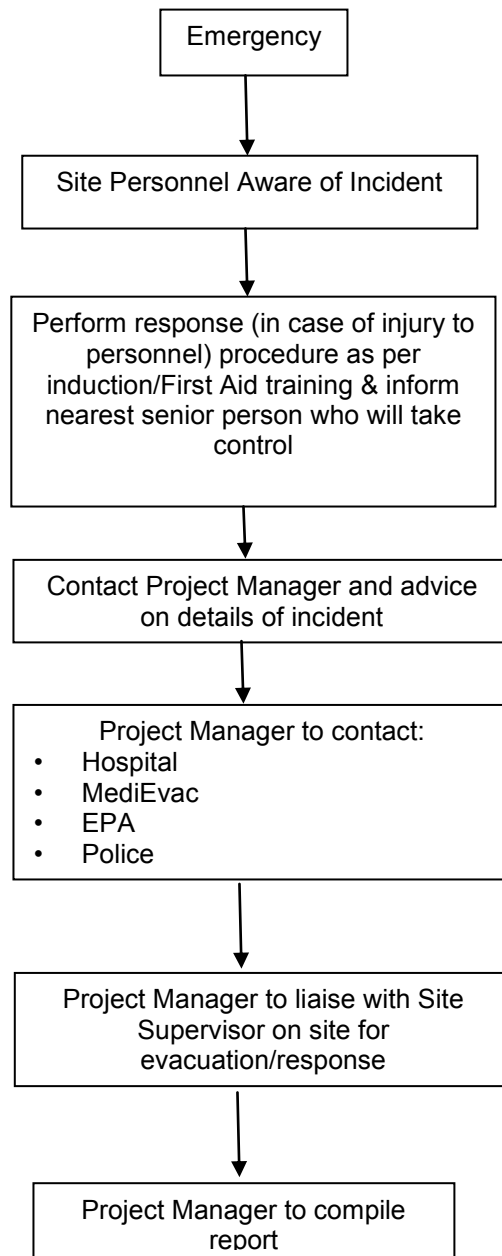 Emergency
Site Personnel Aware of Incident
Perform response (in case of injury to
personnel) procedure as per
induction/First Aid training & inform
nearest senior person who will take
control
Contact Project Manager and advice
on details of incident
Project Manager to contact:
• Hospital
• MediEvac
• EPA
• Police
Project Manager to liaise with Site
Supervisor on site for
evacuation/response
Project Manager to compile
report